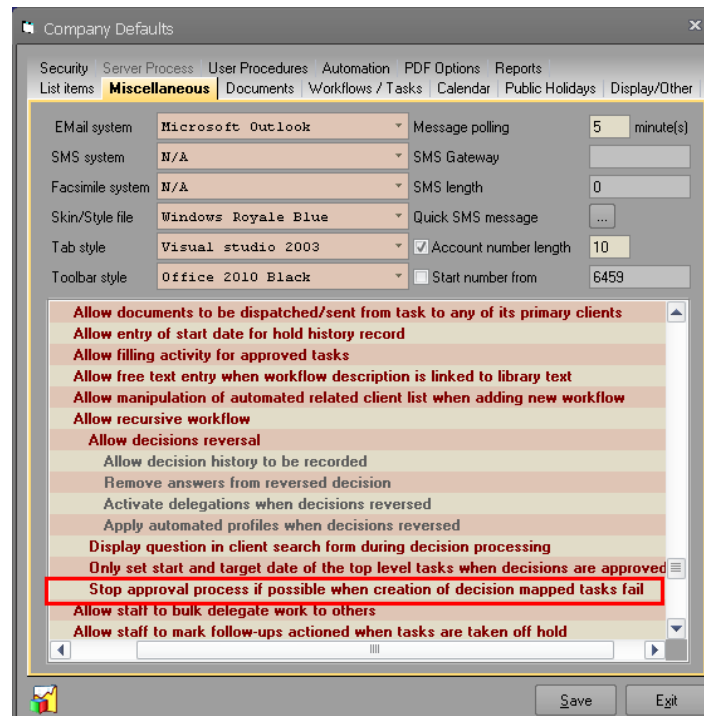 Company Defaults
Security Server Process User Procedures Automation PDF Options Reports
List items Miscellaneous Documents Workflows / Tasks Calendar Public Holidays Display/Other
EMail system Microsoft Outlook Message polling 5 minute(s)
SMS system N/A SMS Gateway
Facsimile system N/A SMS length 0
Skin/Style file Windows Royale Blue Quick SMS message ...
Tab style Visual studio 2003 Account number length 10
Toolbar style Office 2010 Black Start number from 6459
Allow documents to be dispatched/sent from task to any of its primary clients
Allow entry of start date for hold history record
Allow filling activity for approved tasks
Allow free text entry when workflow description is linked to library text
Allow manipulation of automated related client list when adding new workflow
Allow recursive workflow
Allow decisions reversal
Allow decision history to be recorded
Remove answers from reversed decision
Activate delegations when decisions reversed
Apply automated profiles when decisions reversed
Display question in client search form during decision processing
Only set start and target date of the top level tasks when decisions are approved
Stop approval process if possible when creation of decision mapped tasks fail
Allow staff to bulk delegate work to others
Allow staff to mark follow-ups actioned when tasks are taken off hold
Save Exit